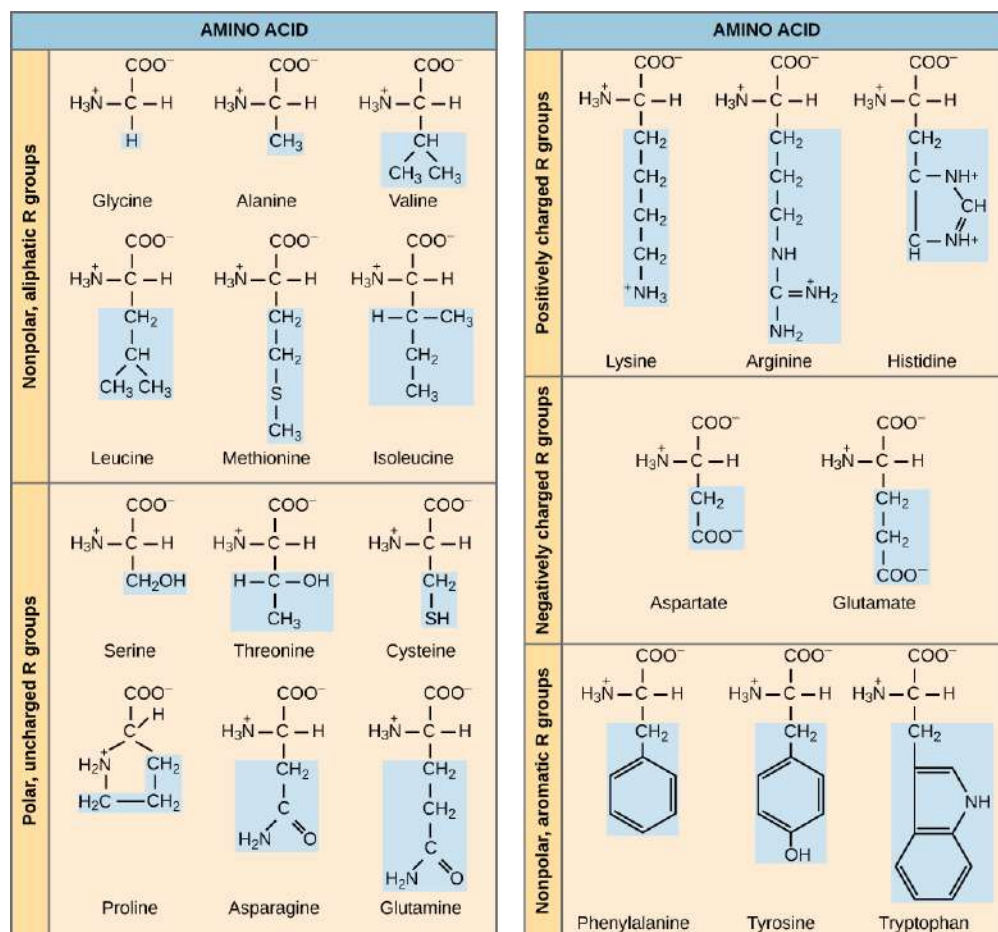 AMINO ACID
Nonpolar, aliphatic R groups
COO⁻ COO⁻ COO⁻
H₃N⁺ — C — H H₃N⁺ — C — H H₃N⁺ — C — H
H CH₃ CH
CH₃ CH₃
Glycine Alanine Valine
COO⁻ COO⁻ COO⁻
H₃N⁺ — C — H H₃N⁺ — C — H H₃N⁺ — C — H
CH₂ CH₂ H — C — CH₃
CH CH₂ CH₂
CH₃ CH₃ S CH₃
CH₃
Leucine Methionine Isoleucine
Polar, uncharged R groups
COO⁻ COO⁻ COO⁻
H₃N⁺ — C — H H₃N⁺ — C — H H₃N⁺ — C — H
CH₂OH H — C — OH CH₂
CH₃ SH
Serine Threonine Cysteine
COO⁻ COO⁻ COO⁻
H
C H₃N⁺ — C — H H₃N⁺ — C — H
H₂N⁺ CH₂ CH₂ CH₂
H₂C — CH₂ C CH₂
H₂N O C
H₂N O
Proline Asparagine Glutamine
AMINO ACID
Positively charged R groups
COO⁻ COO⁻ COO⁻
H₃N⁺ — C — H H₃N⁺ — C — H H₃N⁺ — C — H
CH₂ CH₂ CH₂
CH₂ CH₂ C — NH+
CH
CH₂ CH₂ C — NH+
H
CH₂ NH
⁺NH₃ C = N⁺H₂
NH₂
Lysine Arginine Histidine
Negatively charged R groups
COO⁻ COO⁻
H₃N⁺ — C — H H₃N⁺ — C — H
CH₂ CH₂
COO⁻ CH₂
COO⁻
Aspartate Glutamate
Nonpolar, aromatic R groups
COO⁻ COO⁻ COO⁻
H₃N⁺ — C — H H₃N⁺ — C — H H₃N⁺ — C — H
CH₂ CH₂ CH₂
NH
OH
Phenylalanine Tyrosine Tryptophan